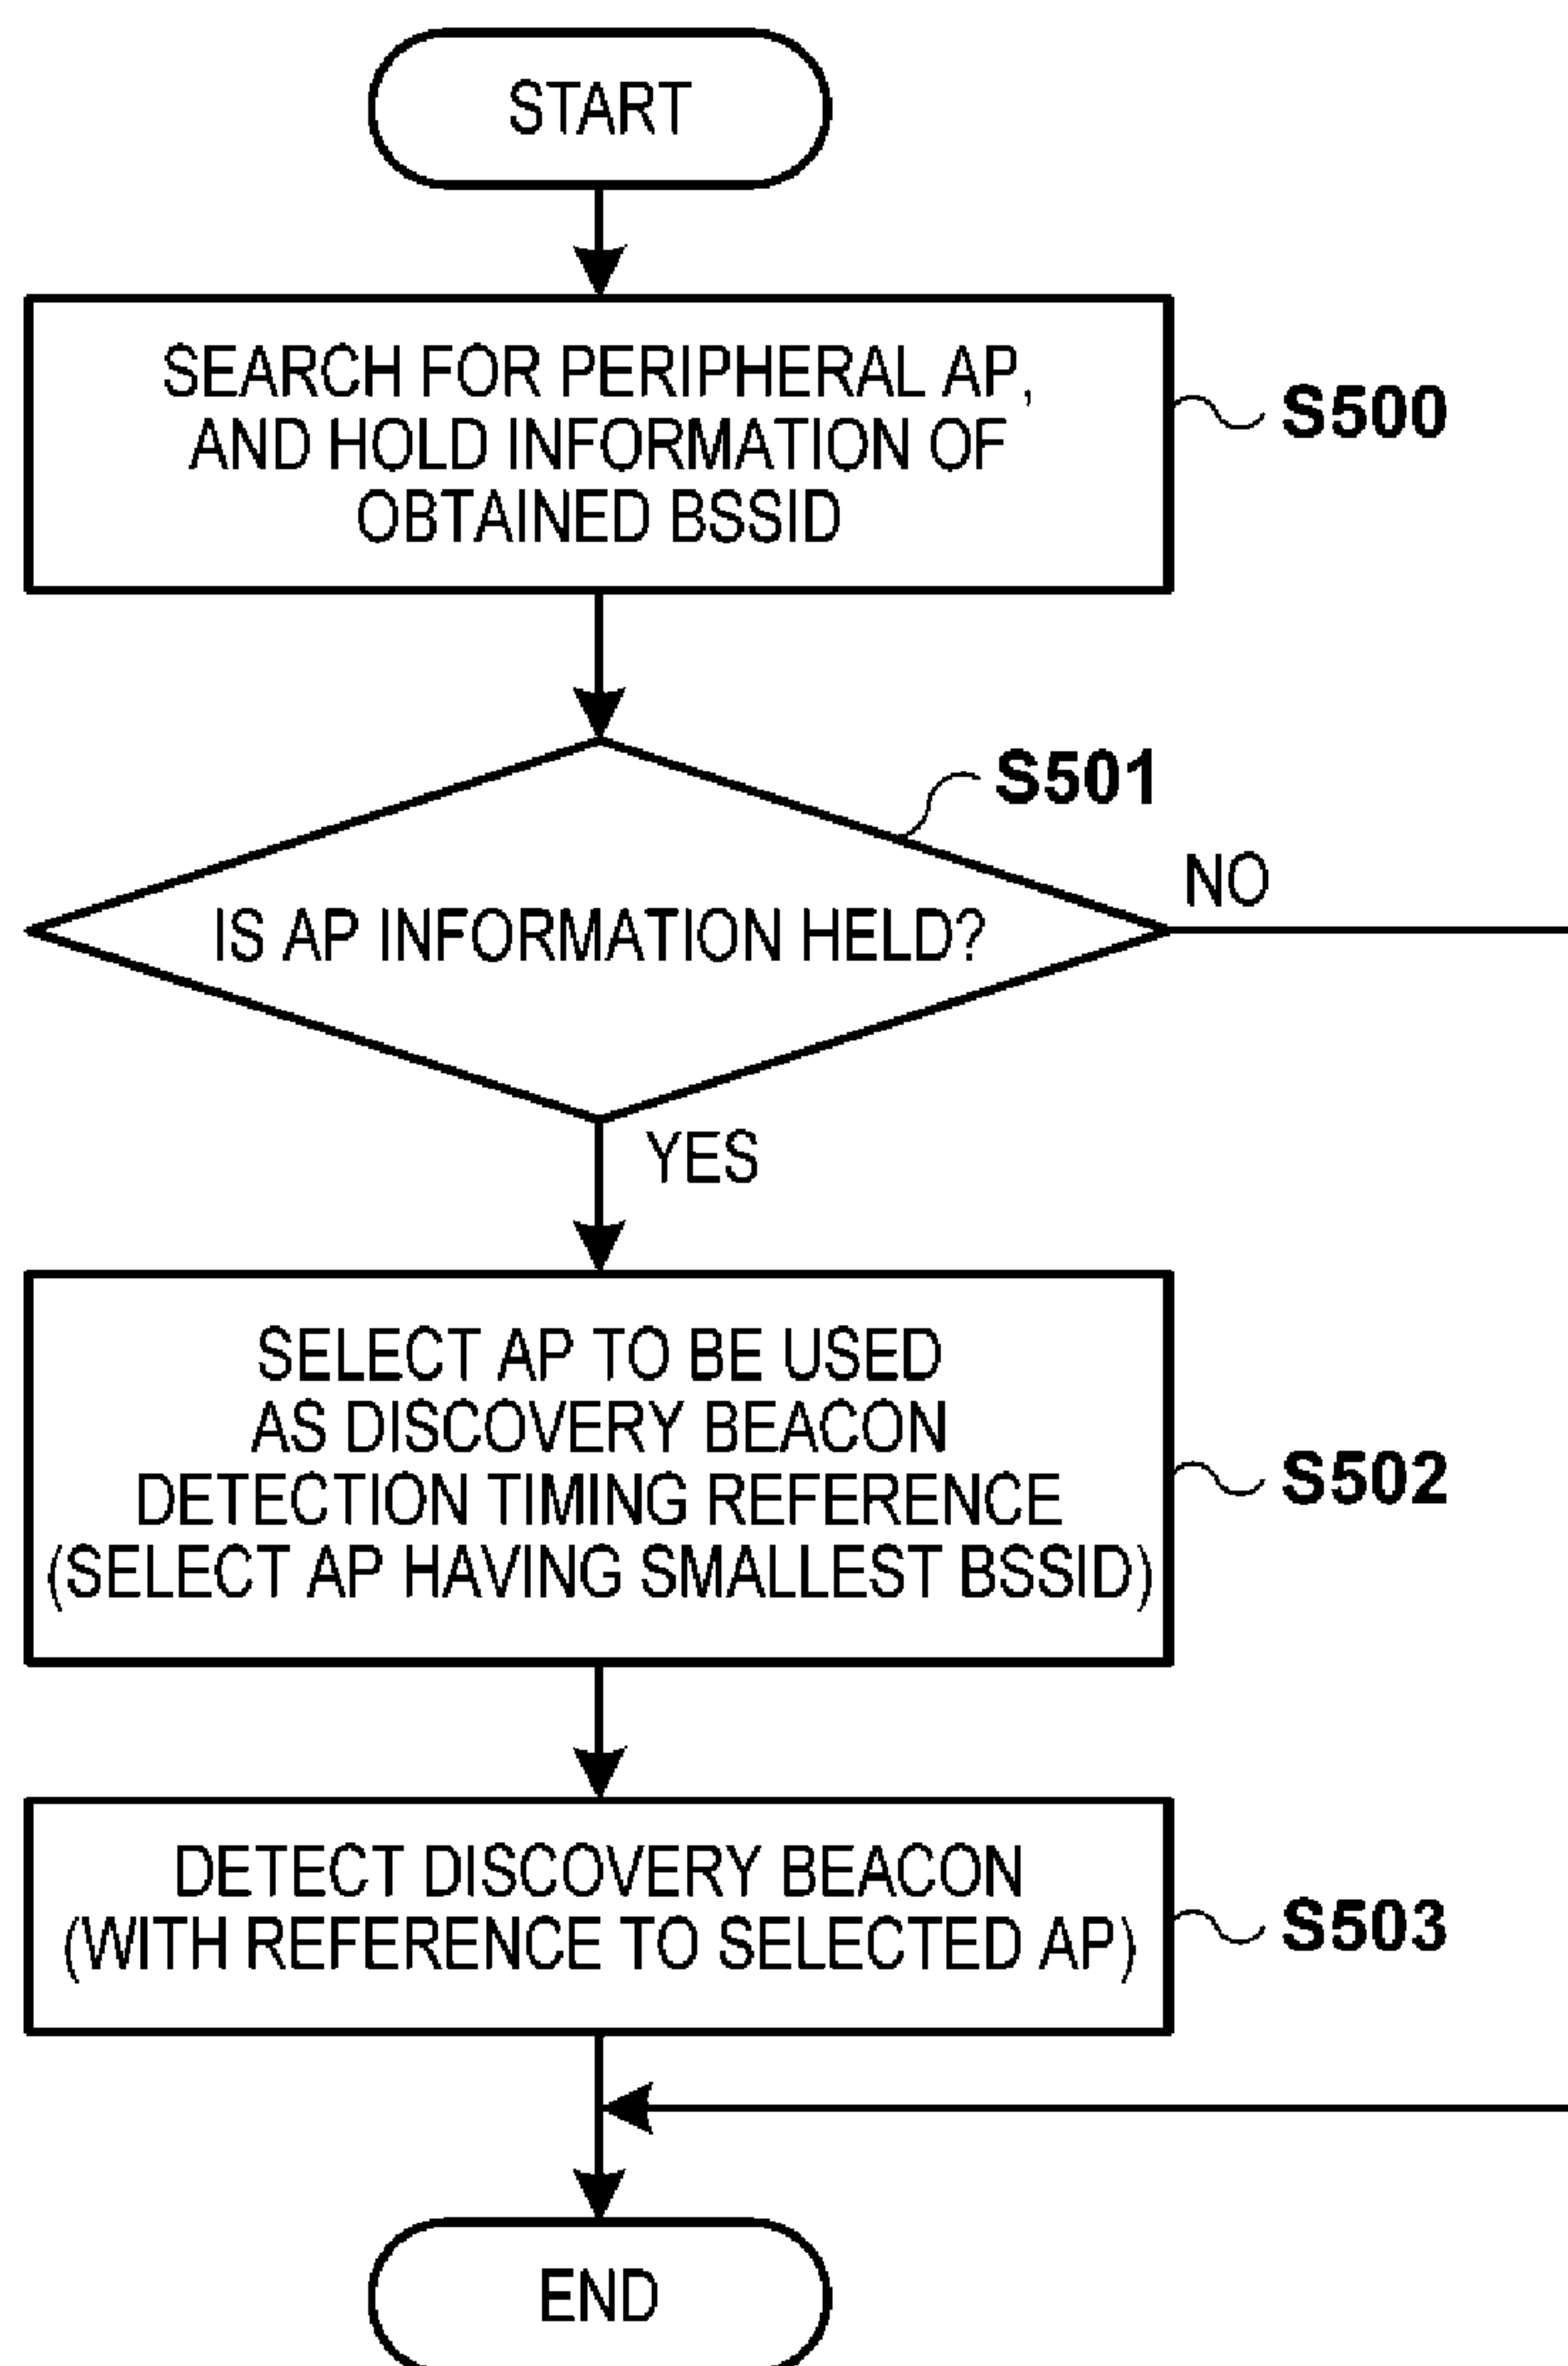 START
SEARCH FOR PERIPHERAL AP,
AND HOLD INFORMATION OF
OBTAINED BSSID
S500
S501
NO
IS AP INFORMATION HELD?
YES
SELECT AP TO BE USED
AS DISCOVERY BEACON
DETECTION TIMING REFERENCE
(SELECT AP HAVING SMALLEST BSSID)
S502
DETECT DISCOVERY BEACON
(WITH REFERENCE TO SELECTED AP)
S503
END